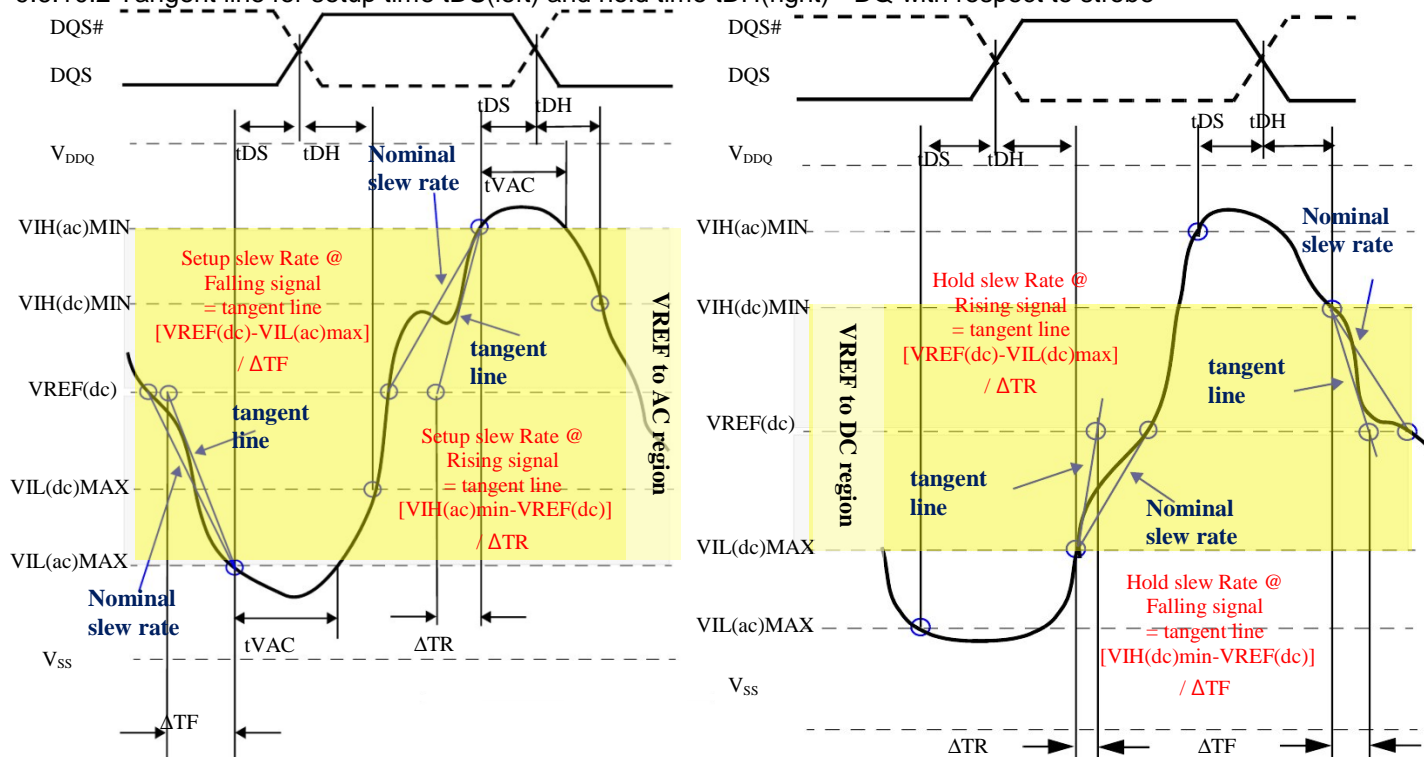 DQS#
DQS
tDS
tDH
tDS
tDH
V_DDQ
Nominal
slew rate
tVAC
VIH(ac)MIN
Setup slew Rate @
Falling signal
= tangent line
[VREF(dc)-VIL(ac)max]
/ ΔTF
VIH(dc)MIN
tangent
line
VREF(dc)
tangent
line
Setup slew Rate @
Rising signal
= tangent line
[VIH(ac)min-VREF(dc)]
/ ΔTR
VREF to AC region
VIL(dc)MAX
VIL(ac)MAX
Nominal
slew rate
tVAC
ΔTR
V_SS
ΔTF
DQS#
DQS
tDS
tDH
tDS
tDH
V_DDQ
VIH(ac)MIN
Nominal
slew rate
Hold slew Rate @
Rising signal
= tangent line
[VREF(dc)-VIL(dc)max]
/ ΔTR
VIH(dc)MIN
VREF to DC region
tangent
line
VREF(dc)
tangent
line
Nominal
slew rate
VIL(dc)MAX
Hold slew Rate @
Falling signal
= tangent line
[VIH(dc)min-VREF(dc)]
/ ΔTF
VIL(ac)MAX
V_SS
ΔTR
ΔTF